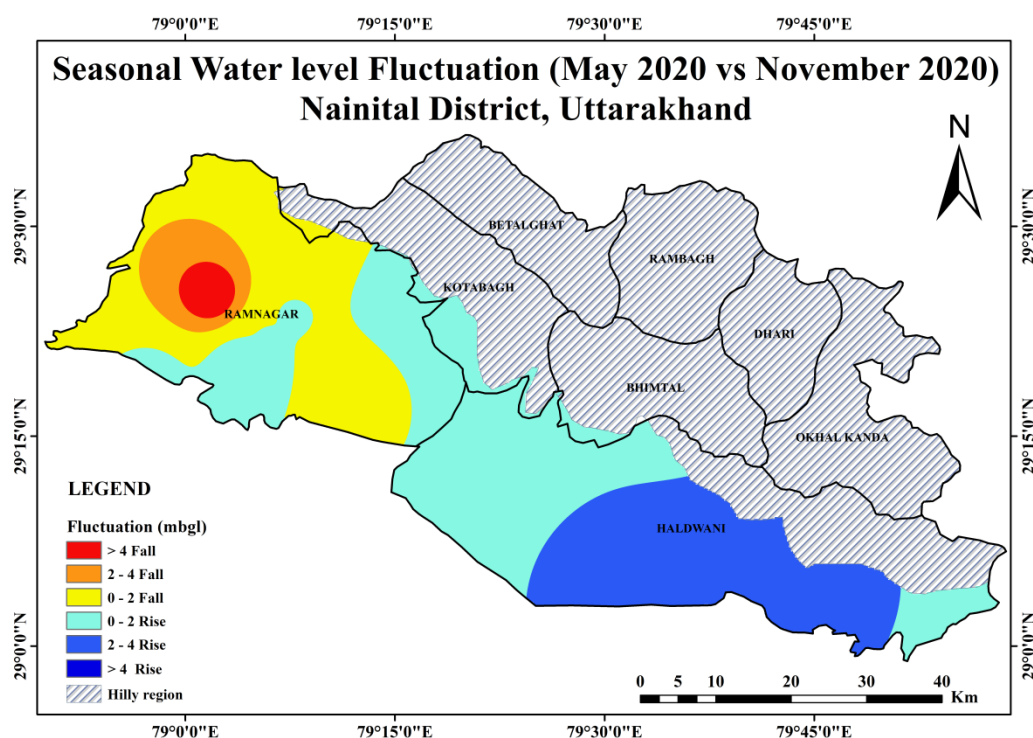 79°0'0"E 79°15'0"E 79°30'0"E 79°45'0"E
Seasonal Water level Fluctuation (May 2020 vs November 2020)
Nainital District, Uttarakhand
N
29°30'0"N 29°30'0"N
BETALGHAT
RAMBAGH
KOTABAGH
RAMNAGAR
DHARI
BHIMTAL
29°15'0"N 29°15'0"N
OKHAL KANDA
HALDWANI
LEGEND
Fluctuation (mbgl)
> 4 Fall
2 - 4 Fall
0 - 2 Fall
0 - 2 Rise
2 - 4 Rise
> 4 Rise
Hilly region
29°0'0"N 29°0'0"N
0 5 10 20 30 40
Km
79°0'0"E 79°15'0"E 79°30'0"E 79°45'0"E